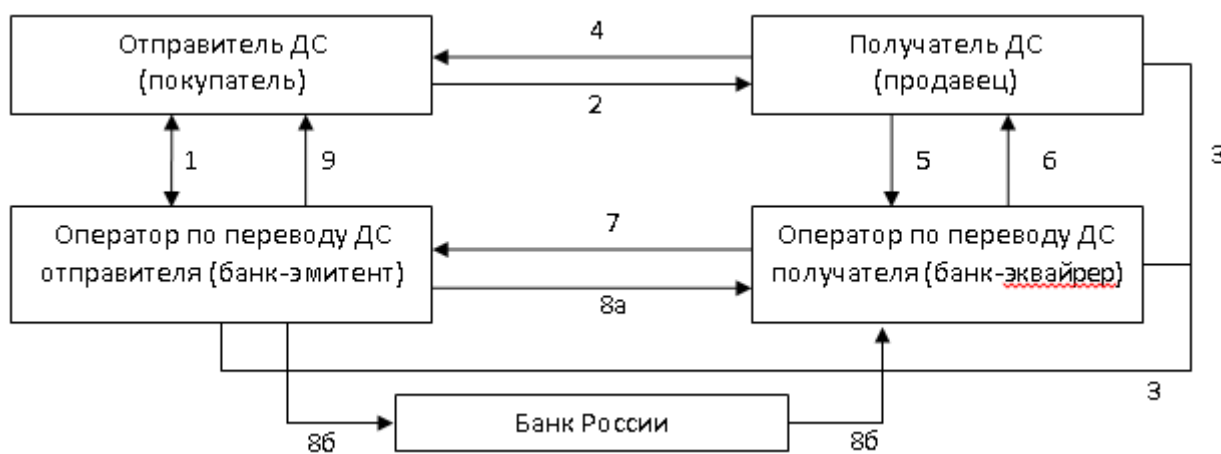 Отправитель ДС
(покупатель)
4
2
Получатель ДС
(продавец)
1
9
5
6
3
Оператор по переводу ДС
отправителя (банк-эмитент)
7
8а
Оператор по переводу ДС
получателя (банк-эквайрер)
3
8б
Банк России
8б